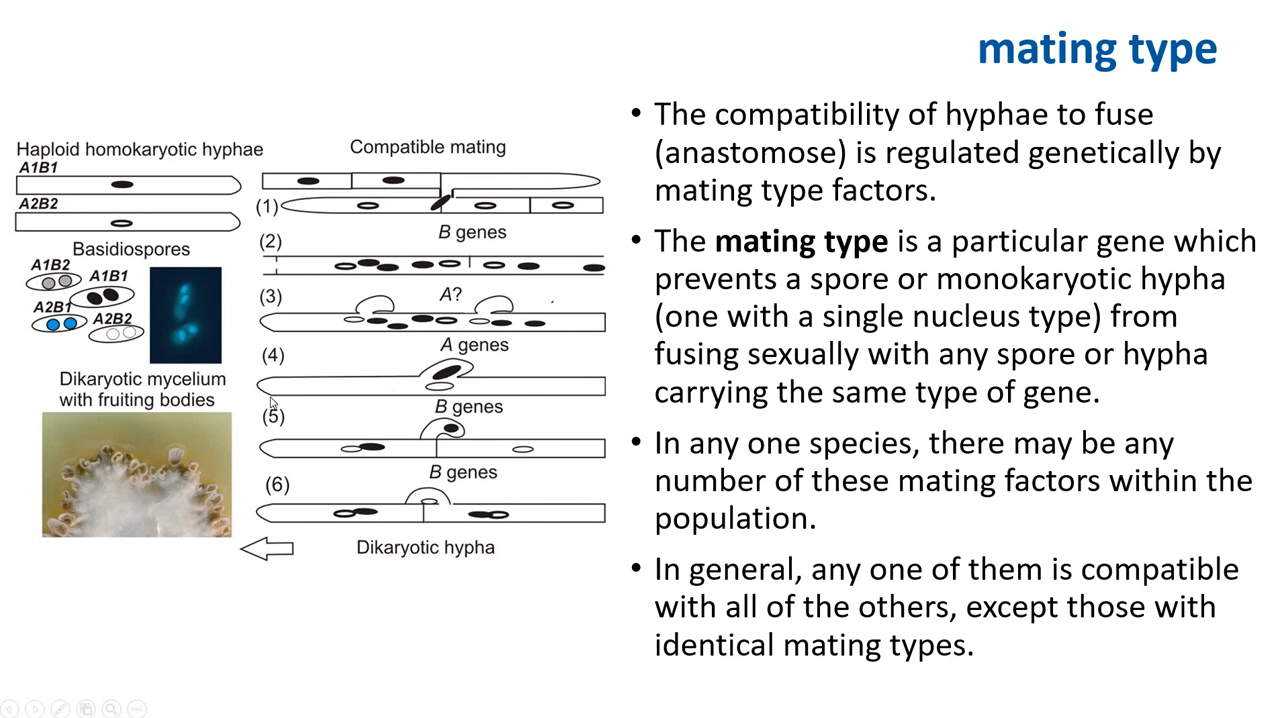 mating type
Haploid homokaryotic hyphae
A1B1
A2B2
Basidiospores
A1B2
A1B1
A2B1
A2B2
Dikaryotic mycelium
with fruiting bodies
Compatible mating
(1)
B genes
(2)
(3)
A?
A genes
(4)
B genes
(5)
B genes
(6)
Dikaryotic hypha
• The compatibility of hyphae to fuse
(anastomose) is regulated genetically by
mating type factors.
• The mating type is a particular gene which
prevents a spore or monokaryotic hypha
(one with a single nucleus type) from
fusing sexually with any spore or hypha
carrying the same type of gene.
• In any one species, there may be any
number of these mating factors within the
population.
• In general, any one of them is compatible
with all of the others, except those with
identical mating types.